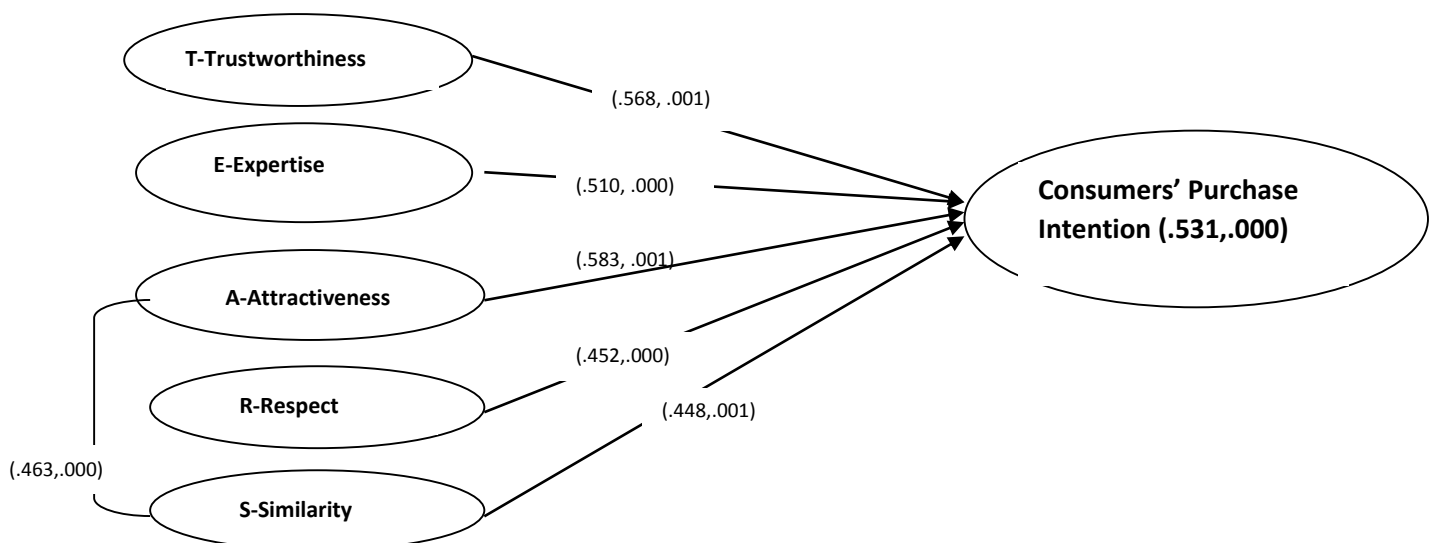 T-Trustworthiness
(.568, .001)
E-Expertise
(.510, .000)
Consumers’ Purchase
Intention (.531,.000)
(.583, .001)
A-Attractiveness
(.452,.000)
R-Respect
(.448,.001)
(.463,.000)
S-Similarity